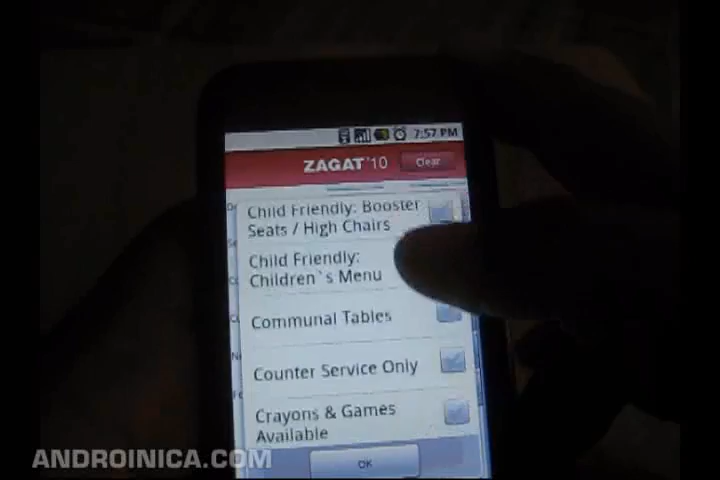 7:57 PM
ZAGAT'10
Clear
Child Friendly: Booster
Seats / High Chairs
Child Friendly:
Children`s Menu
Communal Tables
Counter Service Only
Crayons & Games
Available
OK
ANDROINICA.COM